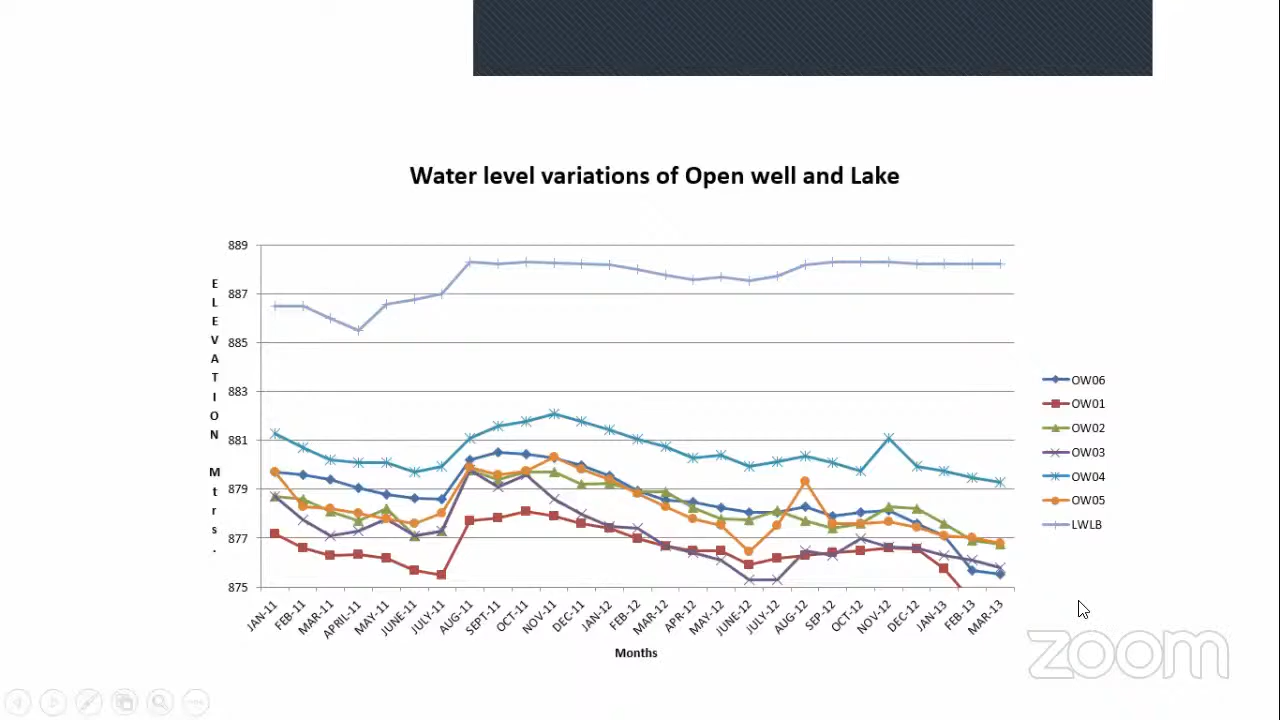 Water level variations of Open well and Lake
ELEVATION Mtrs.
889
887
885
883
881
879
877
875
JAN-11
FEB-11
MAR-11
APRIL-11
MAY-11
JUNE-11
JULY-11
AUG-11
SEPT-11
OCT-11
NOV-11
DEC-11
JAN-12
FEB-12
MAR-12
APR-12
MAY-12
JUNE-12
JULY-12
AUG-12
SEP-12
OCT-12
NOV-12
DEC-12
JAN-13
FEB-13
MAR-13
Months
OW06
OW01
OW02
OW03
OW04
OW05
LWLB
zoom